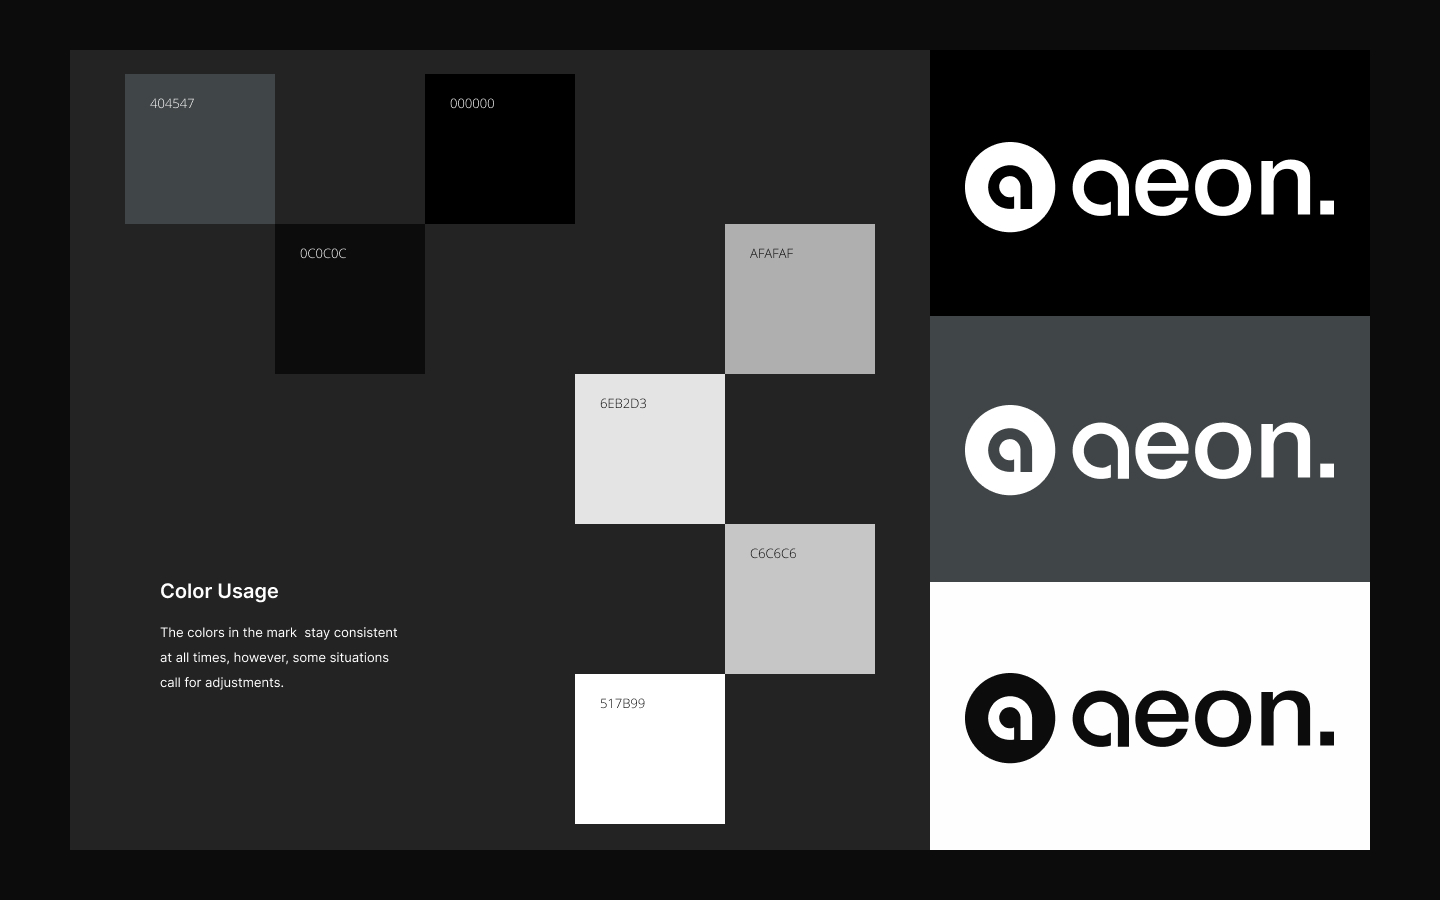 404547
000000
0C0C0C
AFAFAF
6EB2D3
C6C6C6
517B99
Color Usage
The colors in the mark  stay consistent
at all times, however, some situations
call for adjustments.
a aeon.
a aeon.
a aeon.